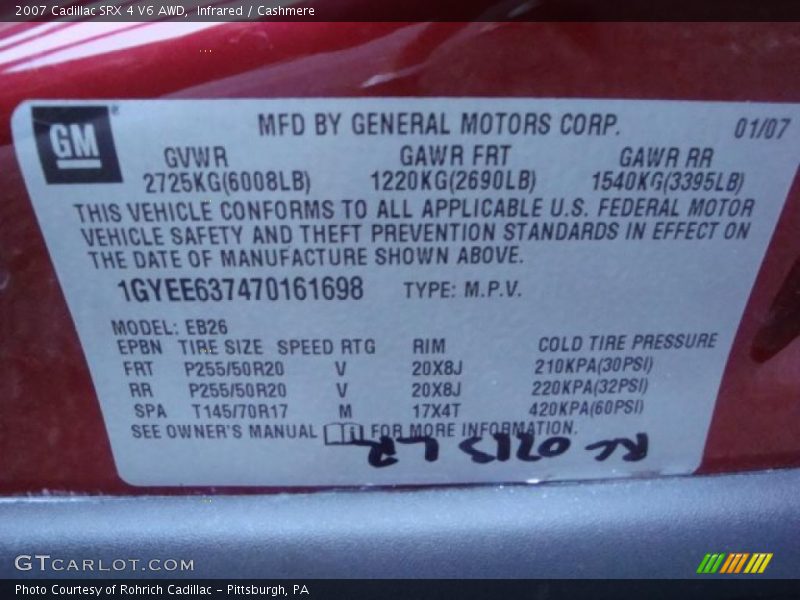 2007 Cadillac SRX 4 V6 AWD, Infrared / Cashmere
GM
MFD BY GENERAL MOTORS CORP. 01/07
GVWR GAWR FRT GAWR RR
2725KG(6008LB) 1220KG(2690LB) 1540KG(3395LB)
THIS VEHICLE CONFORMS TO ALL APPLICABLE U.S. FEDERAL MOTOR
VEHICLE SAFETY AND THEFT PREVENTION STANDARDS IN EFFECT ON
THE DATE OF MANUFACTURE SHOWN ABOVE.
1GYEE637470161698 TYPE: M.P.V.
MODEL: EB26
EPBN TIRE SIZE SPEED RTG RIM COLD TIRE PRESSURE
FRT P255/50R20 V 20X8J 210KPA(30PSI)
RR P255/50R20 V 20X8J 220KPA(32PSI)
SPA T145/70R17 M 17X4T 420KPA(60PSI)
SEE OWNER'S MANUAL FOR MORE INFORMATION.
GTCARLOT.COM
Photo Courtesy of Rohrich Cadillac - Pittsburgh, PA